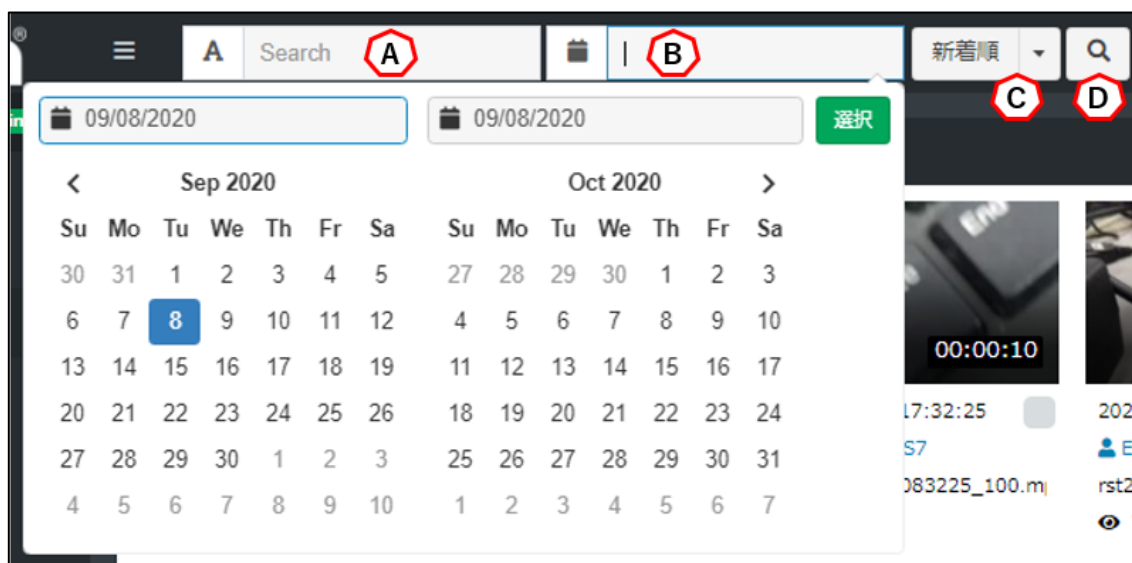 ®
A Search A B 新着順 C D
09/08/2020 09/08/2020 選択
Sep 2020 Oct 2020
Su Mo Tu We Th Fr Sa Su Mo Tu We Th Fr Sa
30 31 1 2 3 4 5 27 28 29 30 1 2 3
6 7 8 9 10 11 12 4 5 6 7 8 9 10
13 14 15 16 17 18 19 11 12 13 14 15 16 17
20 21 22 23 24 25 26 18 19 20 21 22 23 24
27 28 29 30 1 2 3 25 26 27 28 29 30 31
4 5 6 7 8 9 10 1 2 3 4 5 6 7
End
00:00:10
17:32:25 202
S7 E
083225_100.m rst2